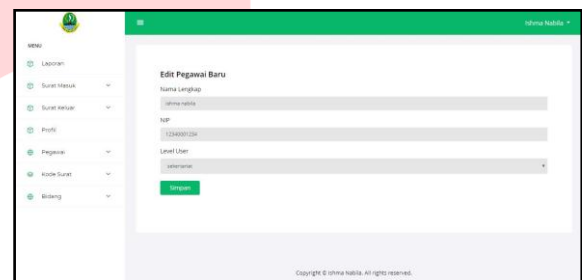 Ishma Nabila
MENU
Laporan
Surat Masuk
Surat Keluar
Profil
Pegawai
Kode Surat
Bidang
Edit Pegawai Baru
Nama Lengkap
Ishma nabila
NIP
Level User
sekretariat
Simpan
Copyright © Ishma Nabila. All rights reserved.